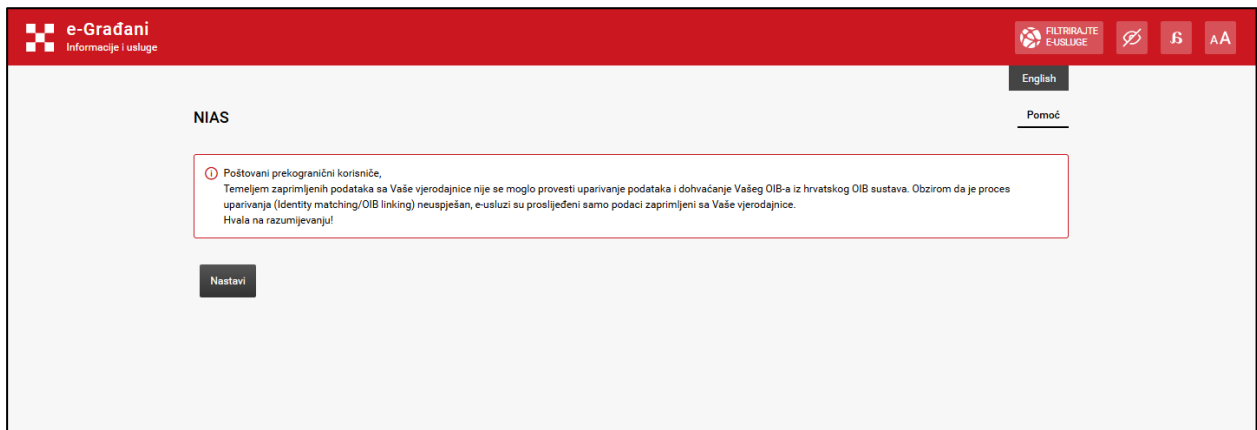 e-Građani
Informacije i usluge
FILTRIRAJTE
E-USLUGE
AA
English
NIAS
Pomoć
Poštovani prekogranični korisniče,
Temeljem zaprimljenih podataka sa Vaše vjerodajnice nije se moglo provesti uparivanje podataka i dohvaćanje Vašeg OIB-a iz hrvatskog OIB sustava. Obzirom da je proces
uparivanja (Identity matching/OIB linking) neuspješan, e-usluzi su proslijeđeni samo podaci zaprimljeni sa Vaše vjerodajnice.
Hvala na razumijevanju!
Nastavi